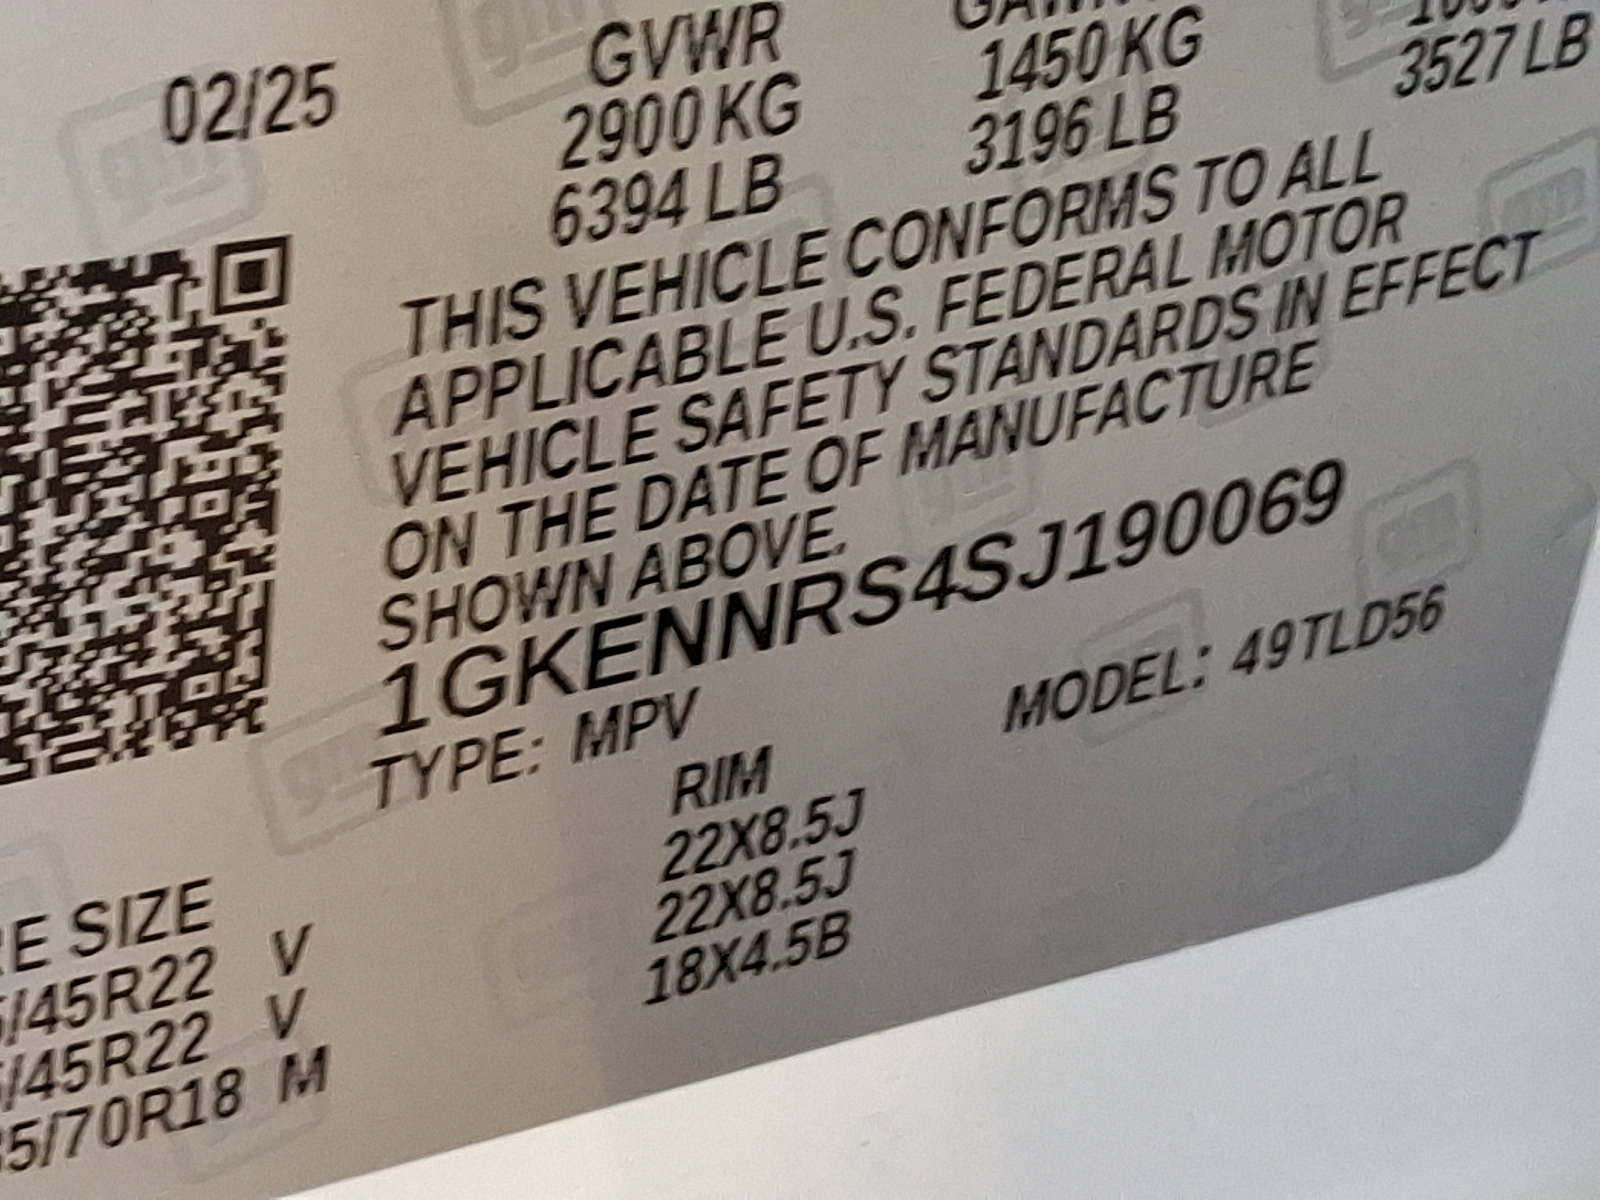 02/25
GVWR
2900 KG
1450 KG
6394 LB
3196 LB
3527 LB
THIS VEHICLE CONFORMS TO ALL
APPLICABLE U.S. FEDERAL MOTOR
VEHICLE SAFETY STANDARDS IN EFFECT
ON THE DATE OF MANUFACTURE
SHOWN ABOVE.
1GKENNRS4SJ190069
TYPE: MPV MODEL: 49TLD56
RIM
22X8.5J
22X8.5J
18X4.5B
SIZE
/45R22 V
/45R22 V
5/70R18 M